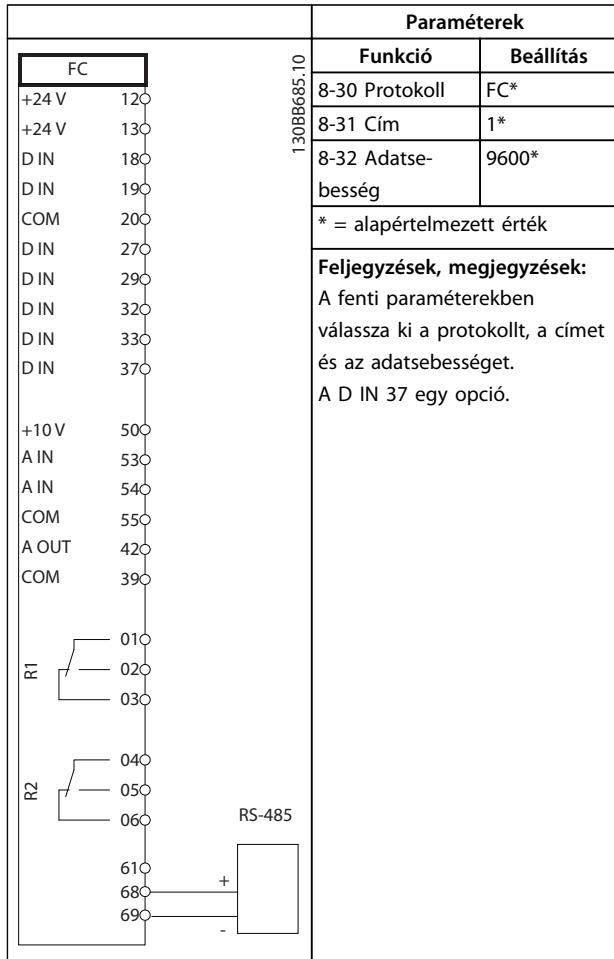 Paraméterek
Funkció Beállítás
8-30 Protokoll FC*
8-31 Cím 1*
8-32 Adatse-
besség 9600*
* = alapértelmezett érték
Feljegyzések, megjegyzések:
A fenti paraméterekben
válassza ki a protokollt, a címet
és az adatsebességet.
A D IN 37 egy opció.
FC
130BB685.10
+24 V 12
+24 V 13
D IN 18
D IN 19
COM 20
D IN 27
D IN 29
D IN 32
D IN 33
D IN 37
+10 V 50
A IN 53
A IN 54
COM 55
A OUT 42
COM 39
R1
01
02
03
R2
04
05
06
RS-485
61
68 +
69 -